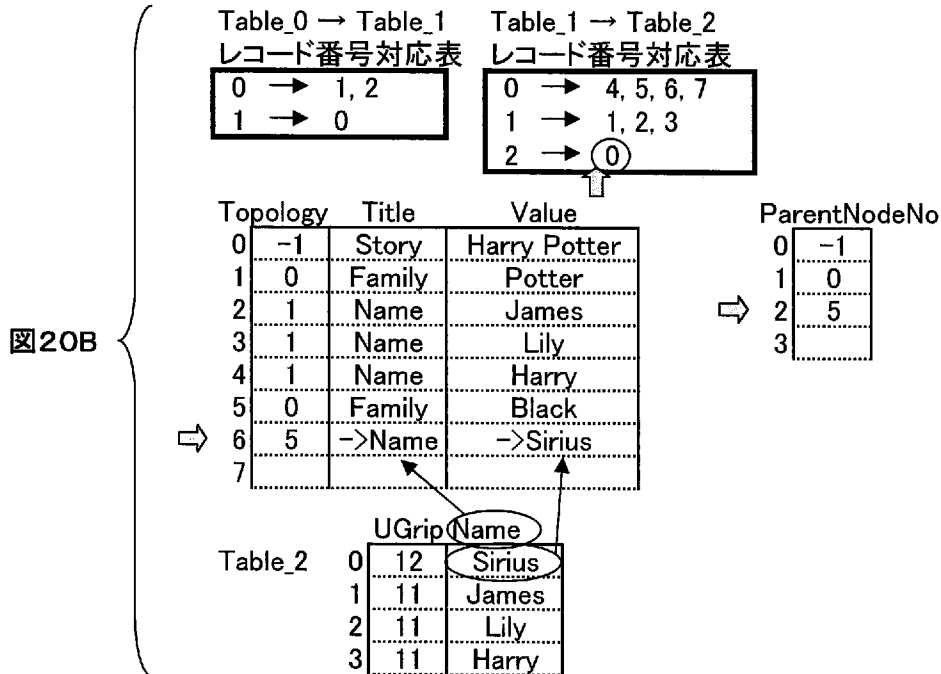 Table_0 → Table_1 Table_1 → Table_2
レコード番号対応表 レコード番号対応表
0 → 1, 2 0 → 4, 5, 6, 7
1 → 0 1 → 1, 2, 3
2 → 0
Topology Title Value ParentNodeNo
0 -1 Story Harry Potter 0 -1
1 0 Family Potter 1 0
2 1 Name James 2 5
3 1 Name Lily 3
図20B
4 1 Name Harry
5 0 Family Black
6 5 ->Name ->Sirius
7
UGrip Name
Table_2 0 12 Sirius
1 11 James
2 11 Lily
3 11 Harry